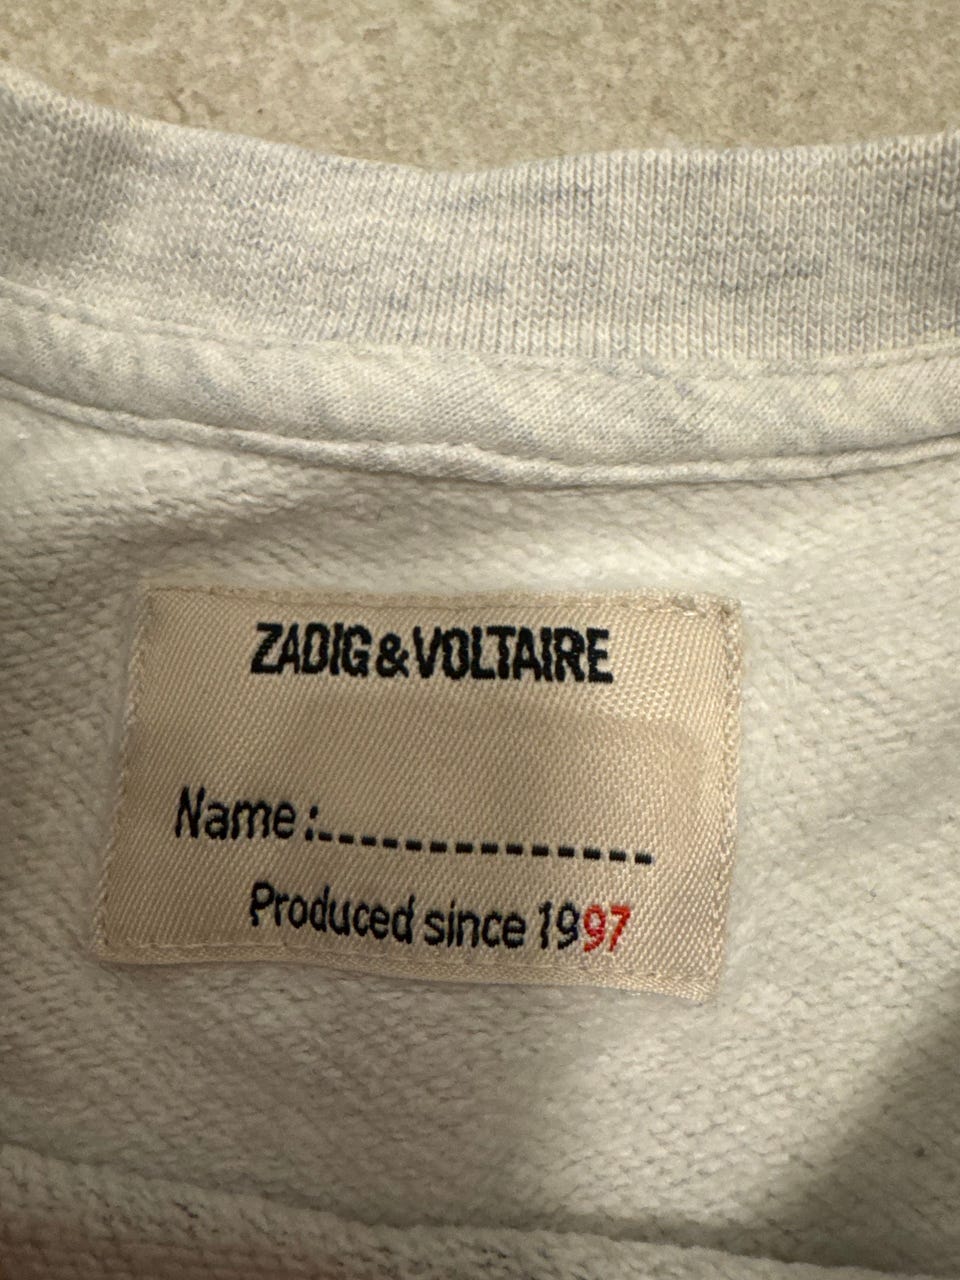 ZADIG&VOLTAIRE
Name:--------------
Produced since 1997